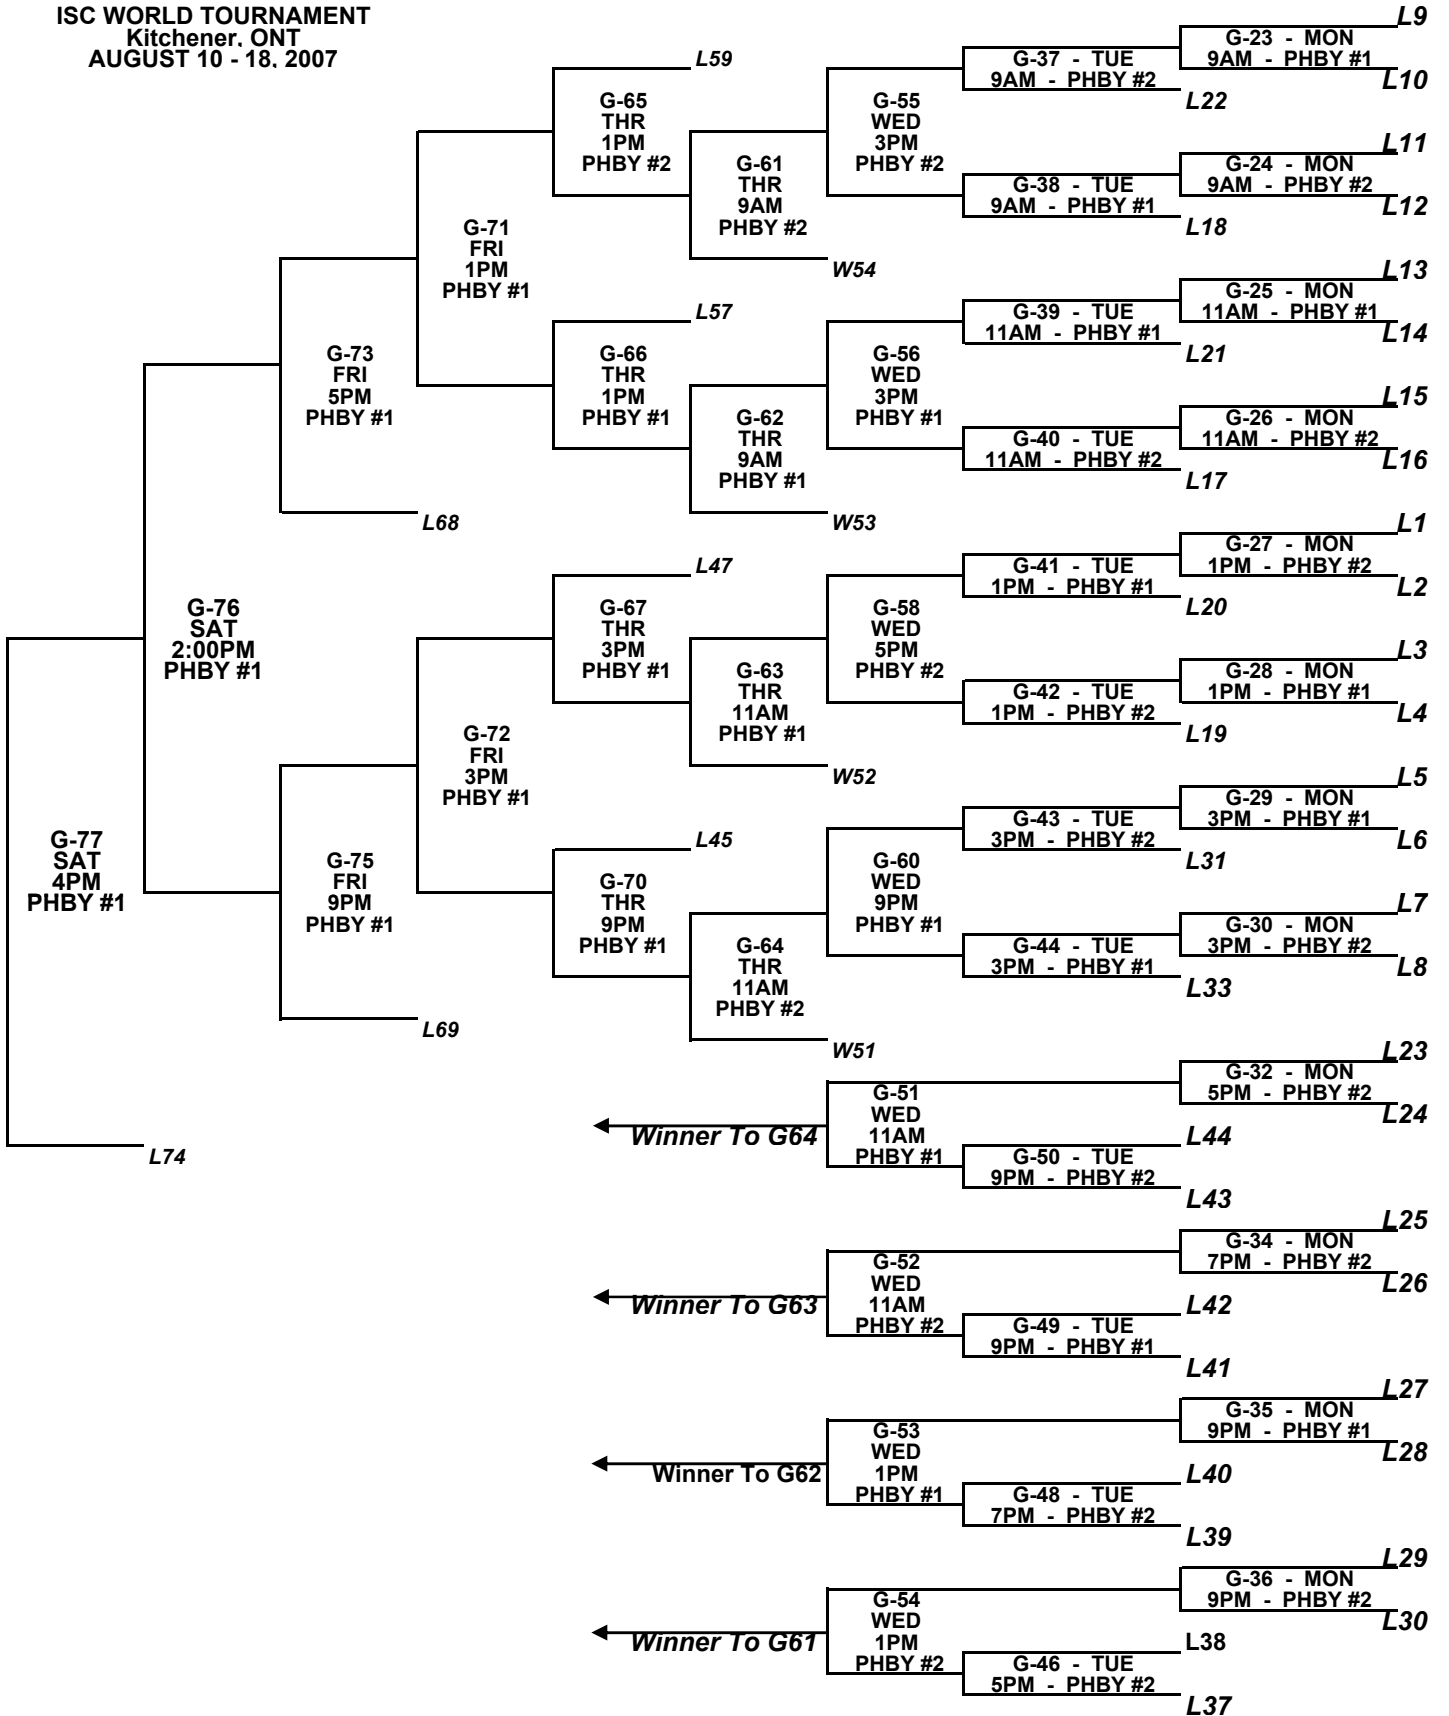 ISC WORLD TOURNAMENT
Kitchener, ONT
AUGUST 10 - 18, 2007
L9
G-23 - MON
9AM - PHBY #1
L10
G-37 - TUE
9AM - PHBY #2
L22
L11
G-24 - MON
9AM - PHBY #2
L12
G-38 - TUE
9AM - PHBY #1
L18
G-55
WED
3PM
PHBY #2
L59
G-65
THR
1PM
PHBY #2
G-61
THR
9AM
PHBY #2
W54
G-71
FRI
1PM
PHBY #1
L13
G-25 - MON
11AM - PHBY #1
L14
G-39 - TUE
11AM - PHBY #1
L21
L15
G-26 - MON
11AM - PHBY #2
L16
G-40 - TUE
11AM - PHBY #2
L17
G-56
WED
3PM
PHBY #1
L57
G-66
THR
1PM
PHBY #1
G-62
THR
9AM
PHBY #1
W53
G-73
FRI
5PM
PHBY #1
L68
L1
G-27 - MON
1PM - PHBY #2
L2
G-41 - TUE
1PM - PHBY #1
L20
L3
G-28 - MON
1PM - PHBY #1
L4
G-42 - TUE
1PM - PHBY #2
L19
G-58
WED
5PM
PHBY #2
L47
G-67
THR
3PM
PHBY #1
G-63
THR
11AM
PHBY #1
W52
G-76
SAT
2:00PM
PHBY #1
G-72
FRI
3PM
PHBY #1
L5
G-29 - MON
3PM - PHBY #1
L6
G-43 - TUE
3PM - PHBY #2
L31
L7
G-30 - MON
3PM - PHBY #2
L8
G-44 - TUE
3PM - PHBY #1
L33
G-60
WED
9PM
PHBY #1
L45
G-70
THR
9PM
PHBY #1
G-64
THR
11AM
PHBY #2
W51
G-77
SAT
4PM
PHBY #1
G-75
FRI
9PM
PHBY #1
L69
L74
L23
G-32 - MON
5PM - PHBY #2
L24
G-51
WED
11AM
PHBY #1
Winner To G64
L44
G-50 - TUE
9PM - PHBY #2
L43
L25
G-34 - MON
7PM - PHBY #2
L26
G-52
WED
11AM
PHBY #2
Winner To G63
L42
G-49 - TUE
9PM - PHBY #1
L41
L27
G-35 - MON
9PM - PHBY #1
L28
G-53
WED
1PM
PHBY #1
Winner To G62
L40
G-48 - TUE
7PM - PHBY #2
L39
L29
G-36 - MON
9PM - PHBY #2
L30
G-54
WED
1PM
PHBY #2
Winner To G61
L38
G-46 - TUE
5PM - PHBY #2
L37